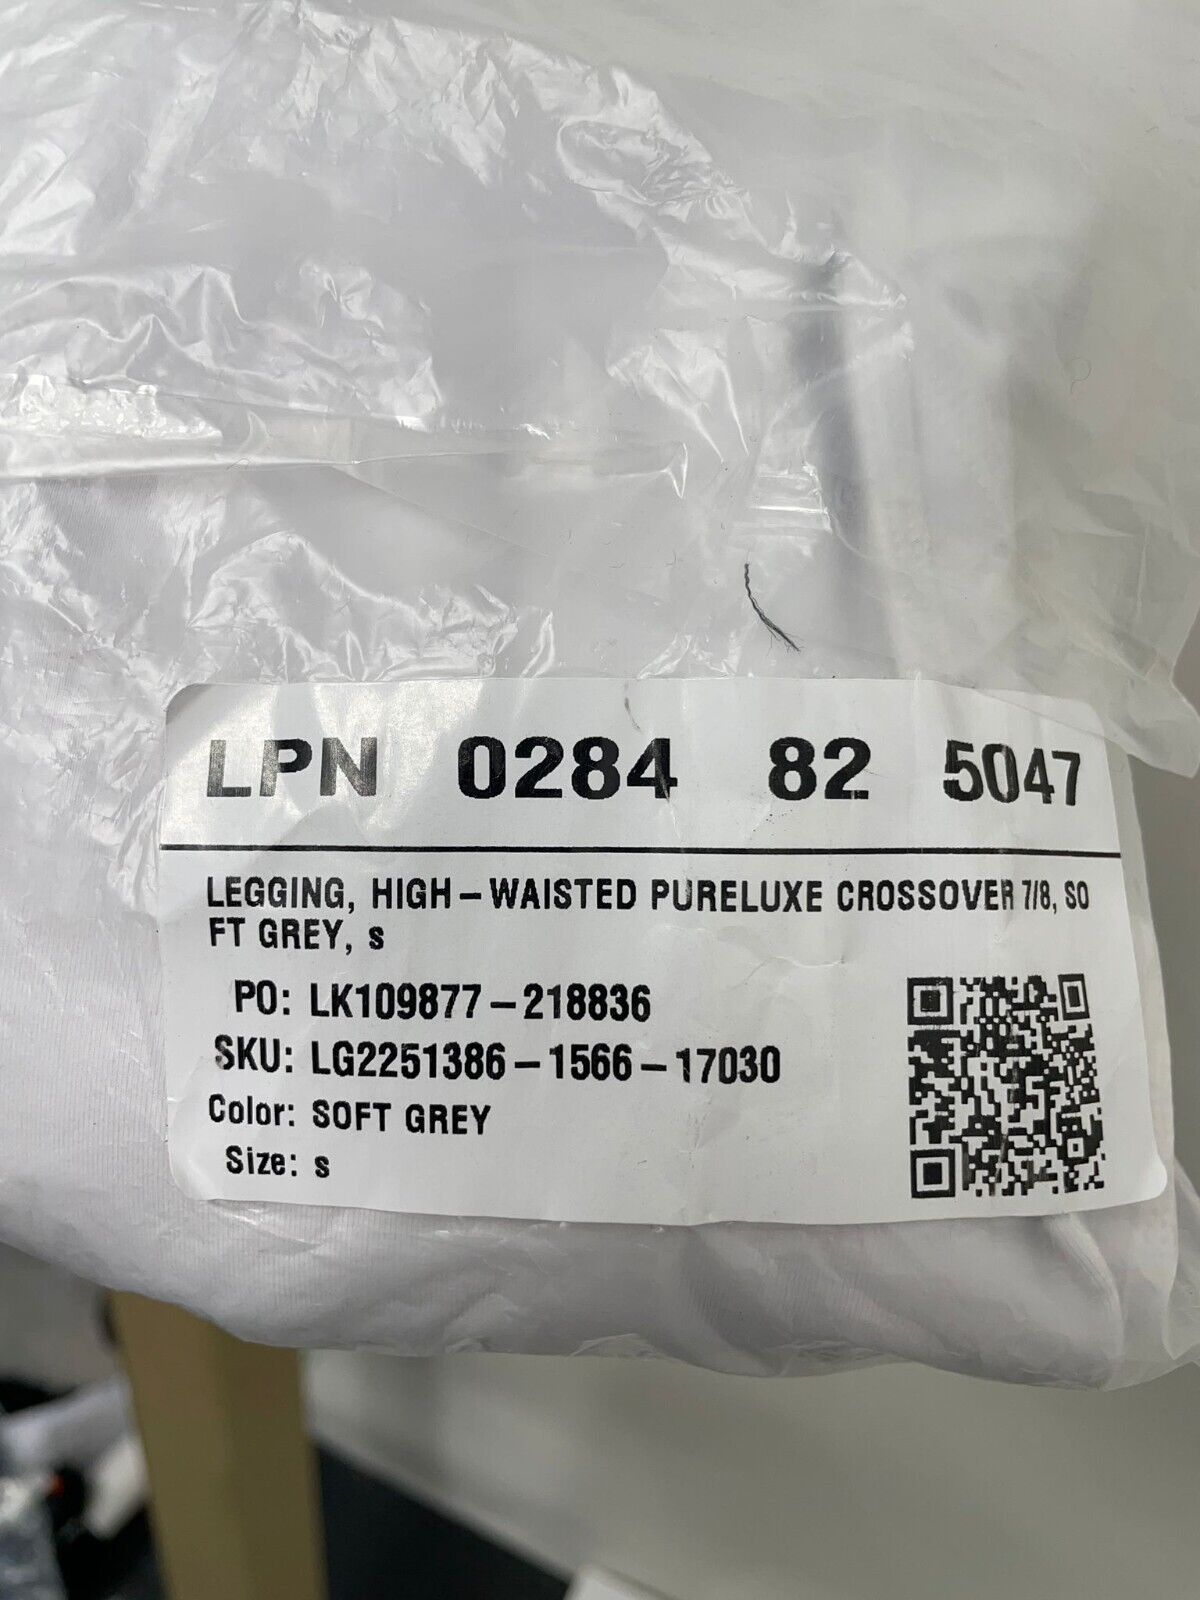 LPN 0284 82 5047
LEGGING, HIGH-WAISTED PURELUXE CROSSOVER 7/8, SO
FT GREY, s
PO: LK109877-218836
SKU: LG2251386-1566-17030
Color: SOFT GREY
Size: s